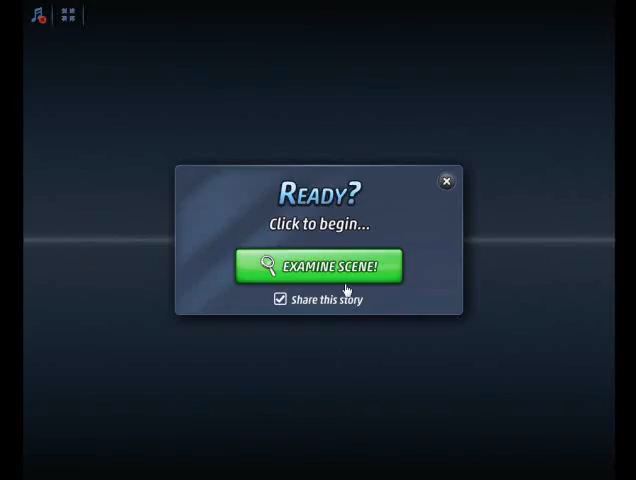 READY?
Click to begin...
EXAMINE SCENE!
Share this story